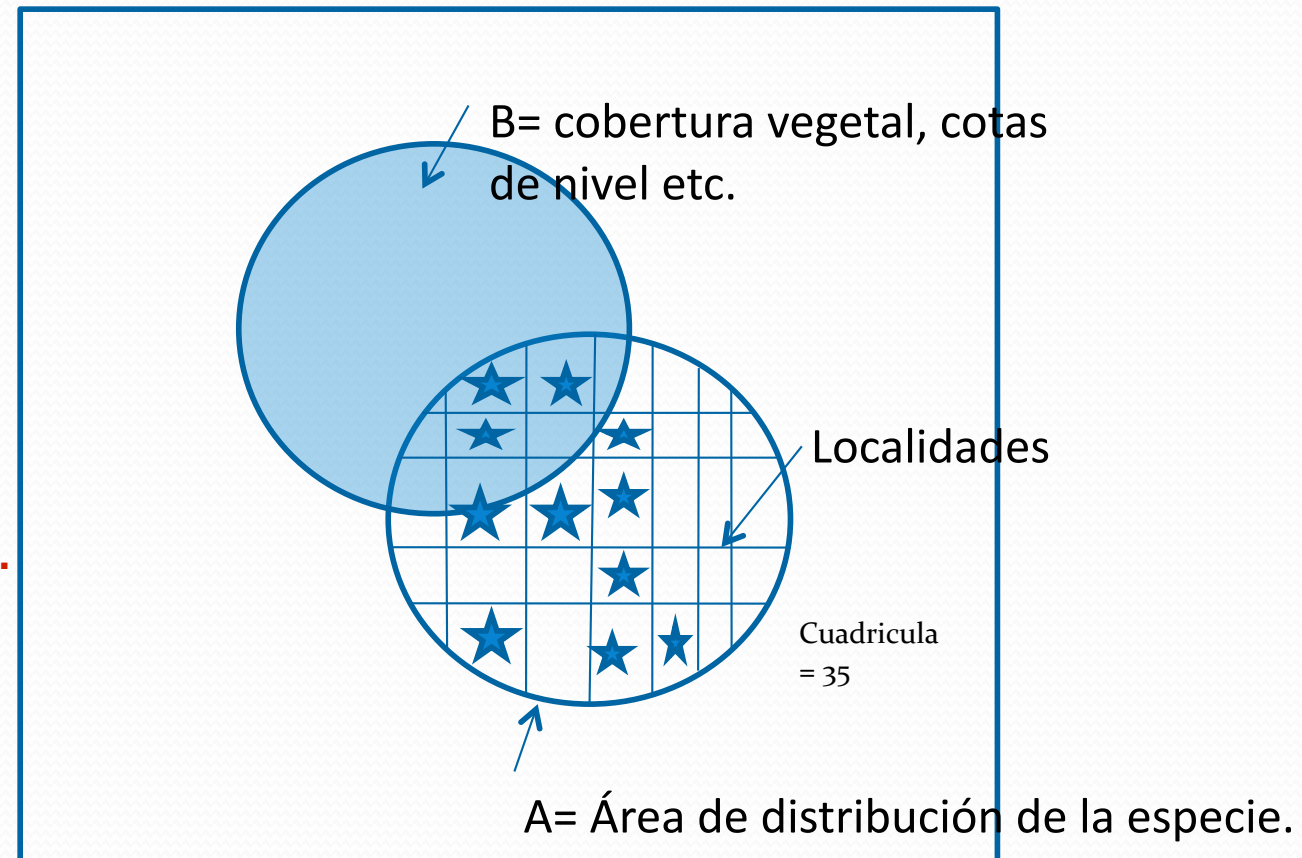 B= cobertura vegetal, cotas
de nivel etc.
Localidades
.
Cuadricula
= 35
A= Área de distribución de la especie.